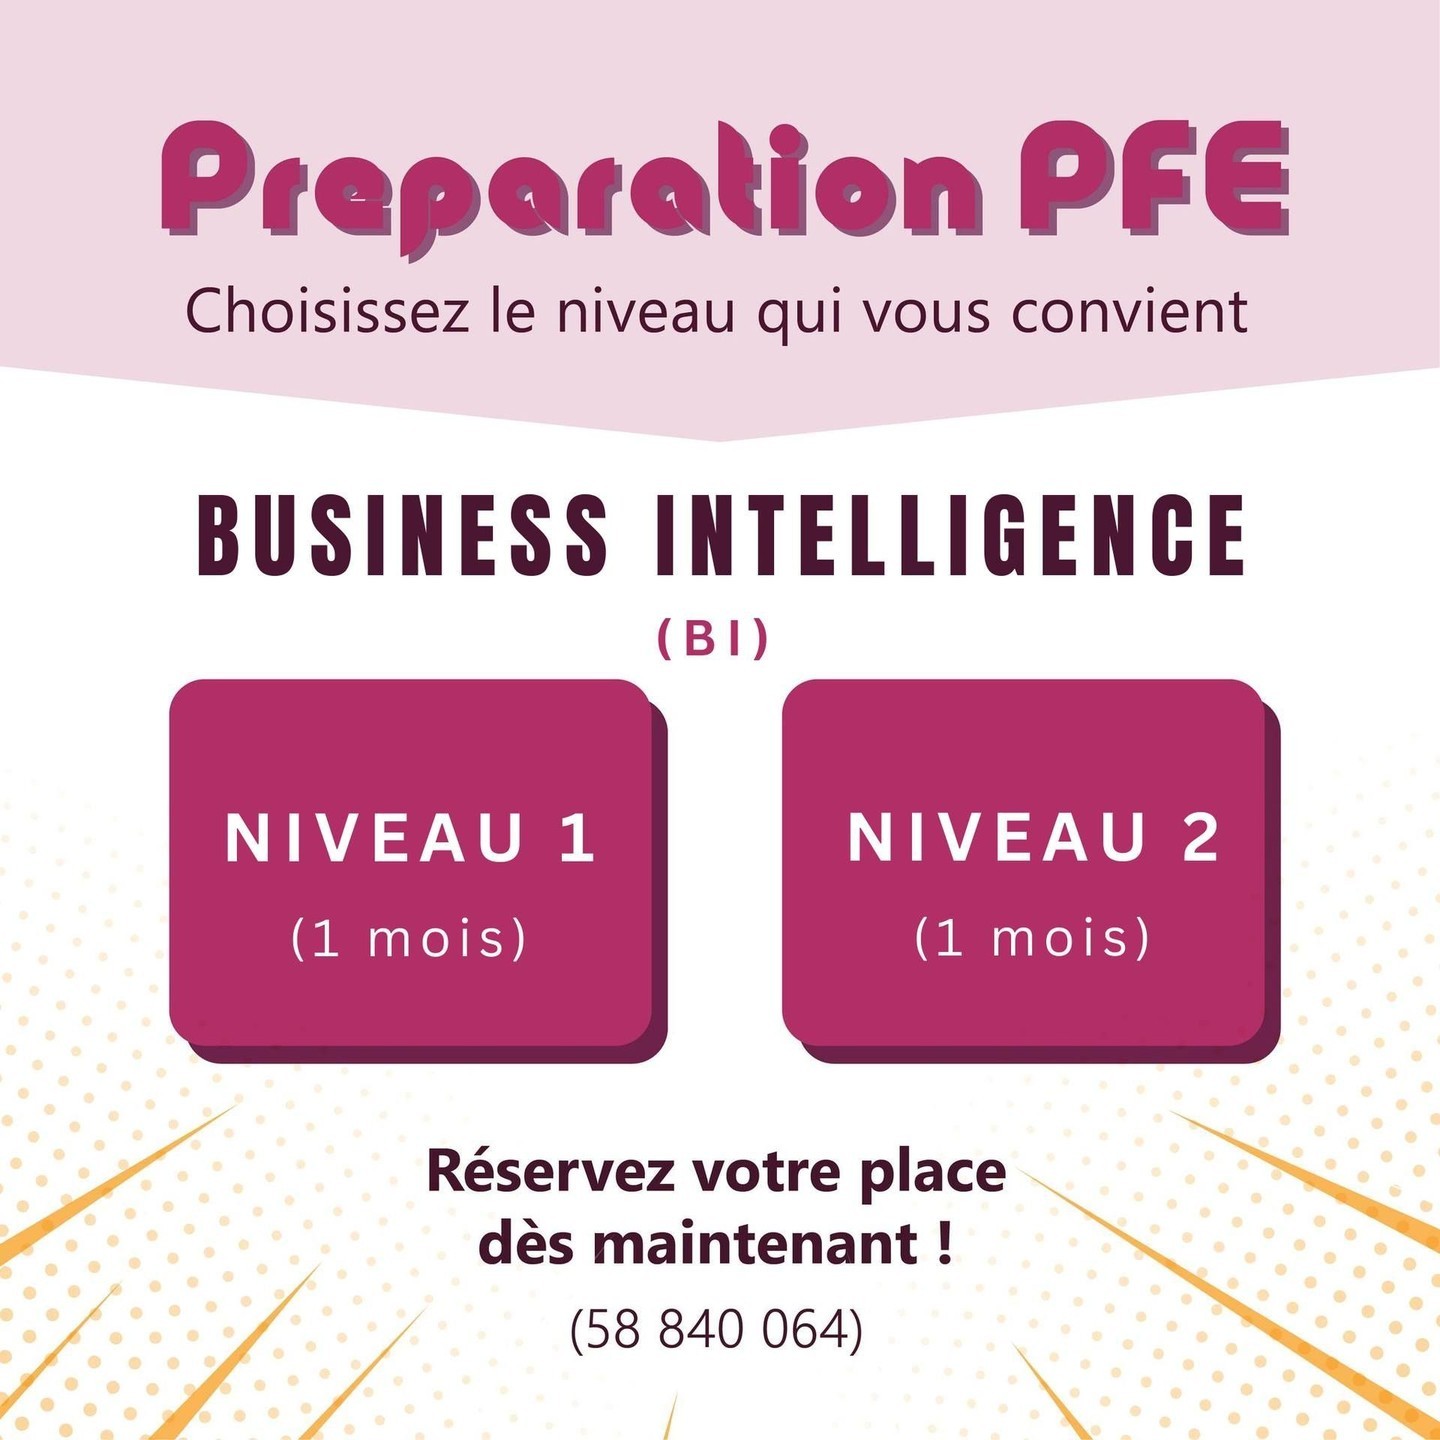 Preparation PFE
Choisissez le niveau qui vous convient
BUSINESS INTELLIGENCE
(BI)
NIVEAU 1
(1 mois)
NIVEAU 2
(1 mois)
Réservez votre place
dès maintenant !
(58 840 064)